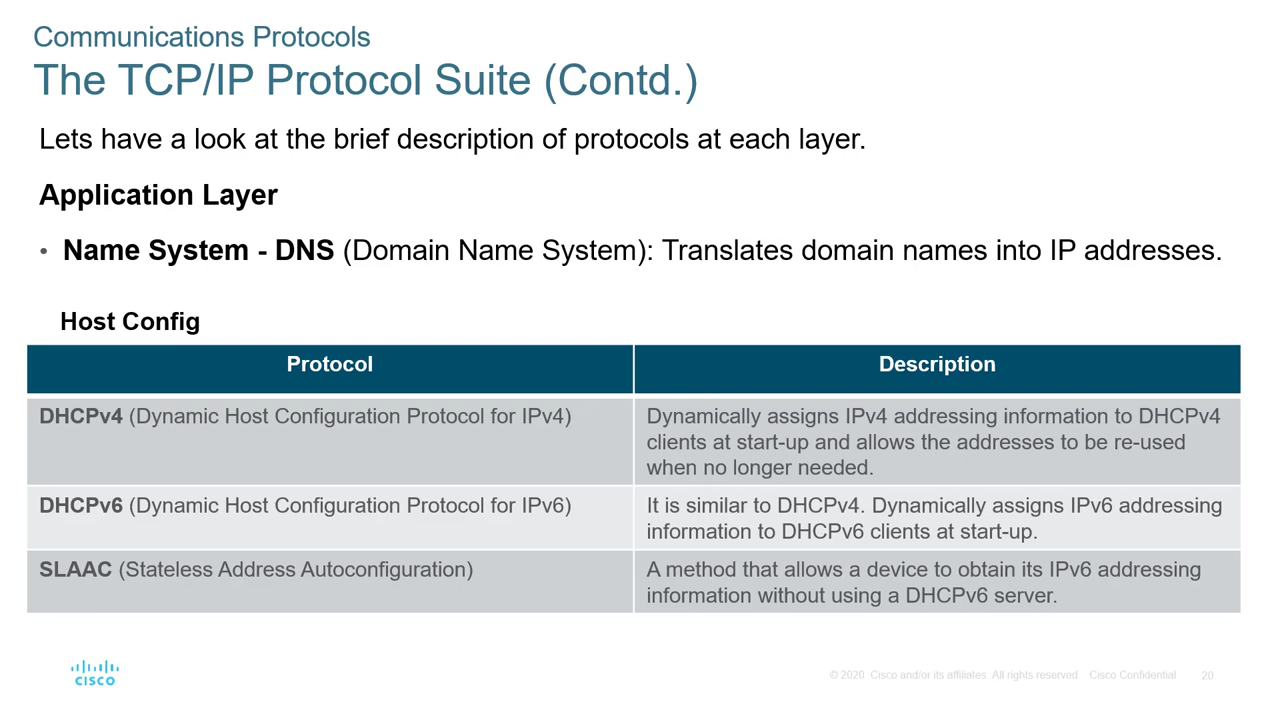 Communications Protocols
The TCP/IP Protocol Suite (Contd.)
Lets have a look at the brief description of protocols at each layer.
Application Layer
• Name System - DNS (Domain Name System): Translates domain names into IP addresses.
Host Config
Protocol
Description
DHCPv4 (Dynamic Host Configuration Protocol for IPv4)
Dynamically assigns IPv4 addressing information to DHCPv4
clients at start-up and allows the addresses to be re-used
when no longer needed.
DHCPv6 (Dynamic Host Configuration Protocol for IPv6)
It is similar to DHCPv4. Dynamically assigns IPv6 addressing
information to DHCPv6 clients at start-up.
SLAAC (Stateless Address Autoconfiguration)
A method that allows a device to obtain its IPv6 addressing
information without using a DHCPv6 server.
CISCO
© 2020 Cisco and/or its affiliates. All rights reserved. Cisco Confidential
20